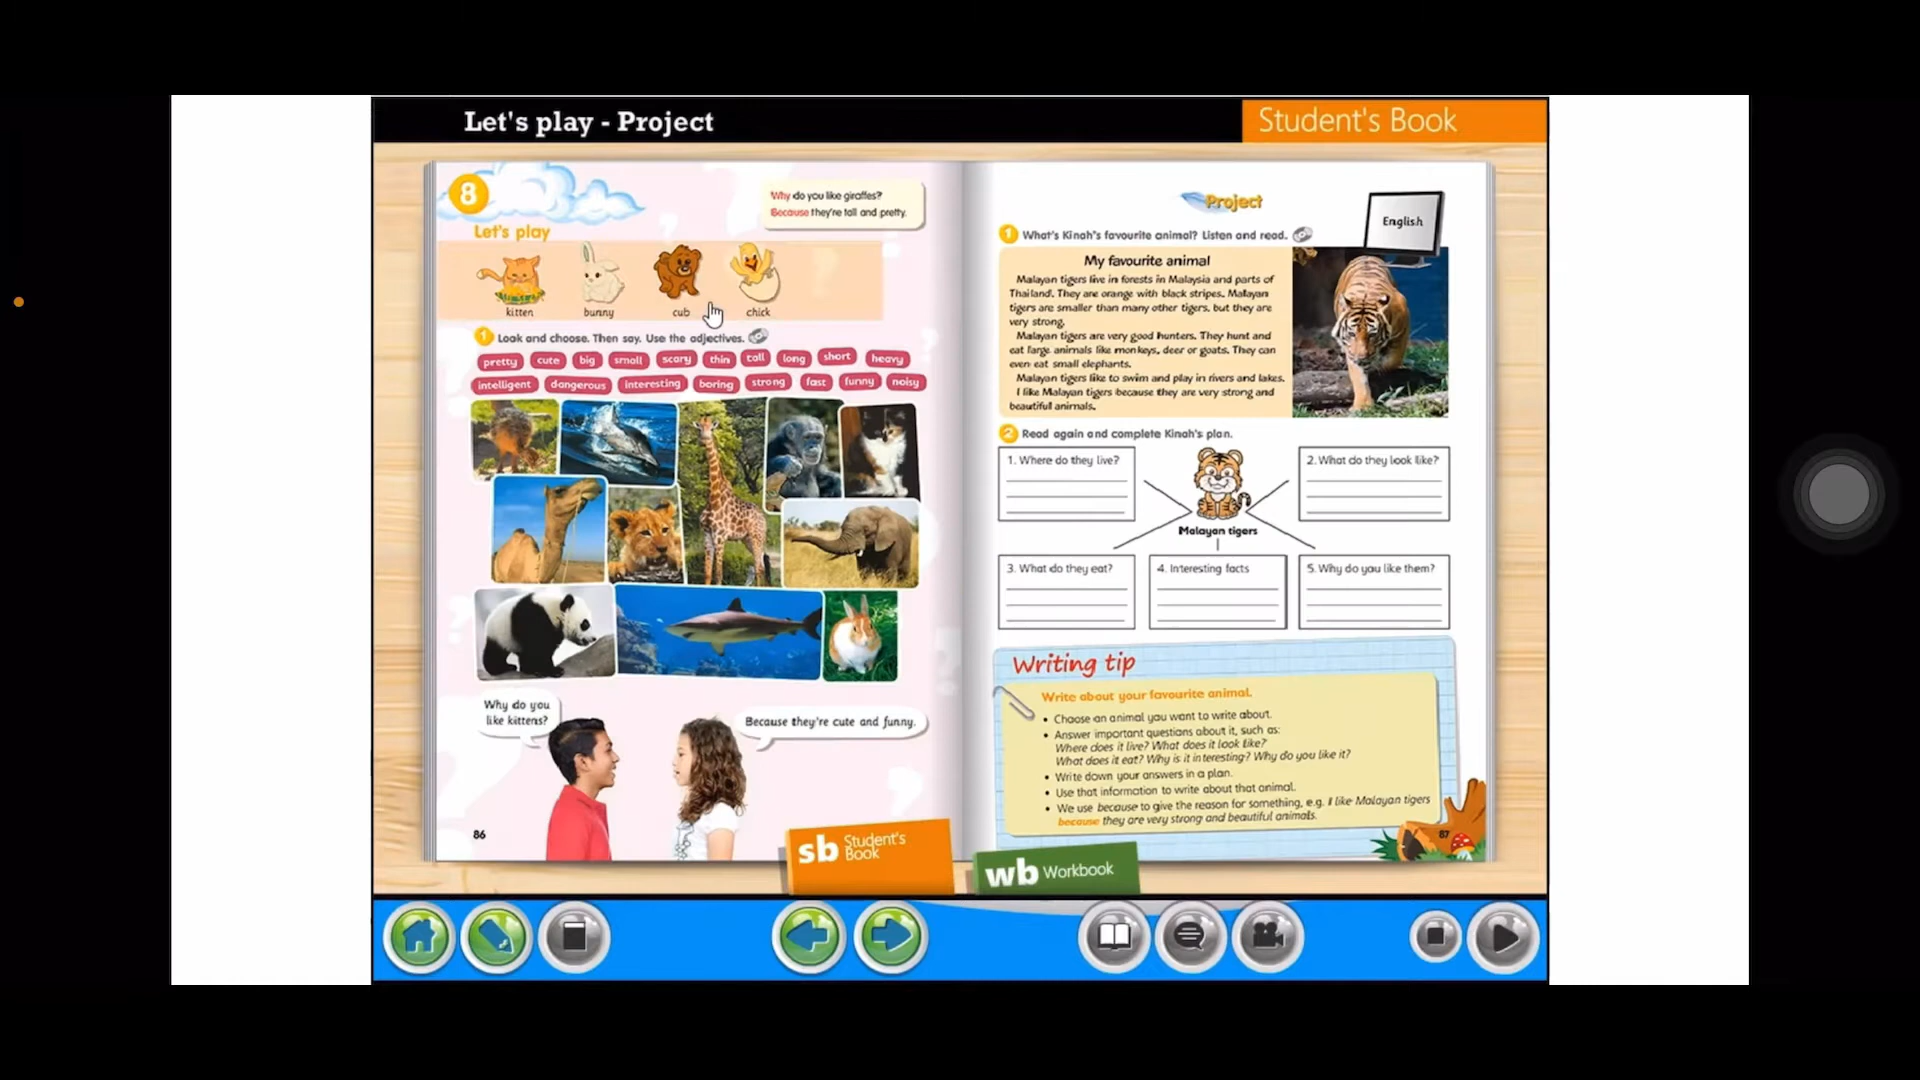 Let's play - Project
Student's Book
8
Why do you like giraffes?
Because they're tall and pretty.
Let's play
kitten
bunny
cub
chick
1 Look and choose. Then say. Use the adjectives.
pretty cute big small scary thin tall long short heavy
intelligent dangerous interesting boring strong fast funny noisy
Why do you
like kittens?
Because they're cute and funny.
86
sb Student's
Book
Project
English
1 What's Kinah's favourite animal? Listen and read.
My favourite animal
Malayan tigers live in forests in Malaysia and parts of
Thailand. They are orange with black stripes. Malayan
tigers are smaller than many other tigers, but they are
very strong.
Malayan tigers are very good hunters. They hunt and
eat large animals like monkeys, deer or goats. They can
even eat small elephants.
Malayan tigers like to swim and play in rivers and lakes.
I like Malayan tigers because they are very strong and
beautiful animals.
2 Read again and complete Kinah's plan.
1. Where do they live?
2. What do they look like?
Malayan tigers
3. What do they eat?
4. Interesting facts
5. Why do you like them?
Writing tip
Write about your favourite animal.
• Choose an animal you want to write about.
• Answer important questions about it, such as:
Where does it live? What does it look like?
What does it eat? Why is it interesting? Why do you like it?
• Write down your answers in a plan.
• Use that information to write about that animal.
• We use because to give the reason for something, e.g. I like Malayan tigers
because they are very strong and beautiful animals.
87
wb Workbook